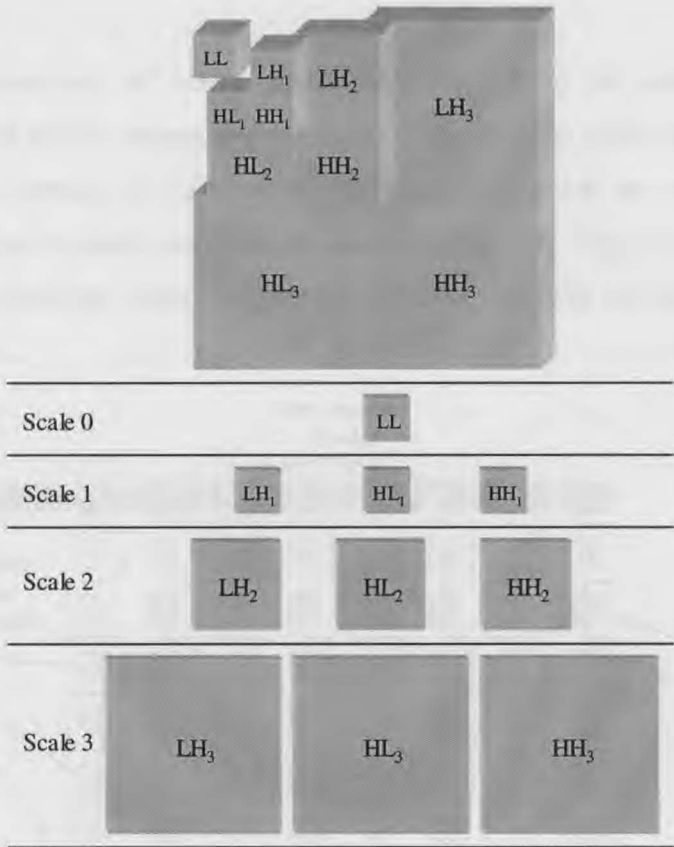 LL
LH₁ LH₂ LH₃
HL₁ HH₁
HL₂ HH₂
HL₃ HH₃
Scale 0 LL
Scale 1 LH₁ HL₁ HH₁
Scale 2 LH₂ HL₂ HH₂
Scale 3 LH₃ HL₃ HH₃